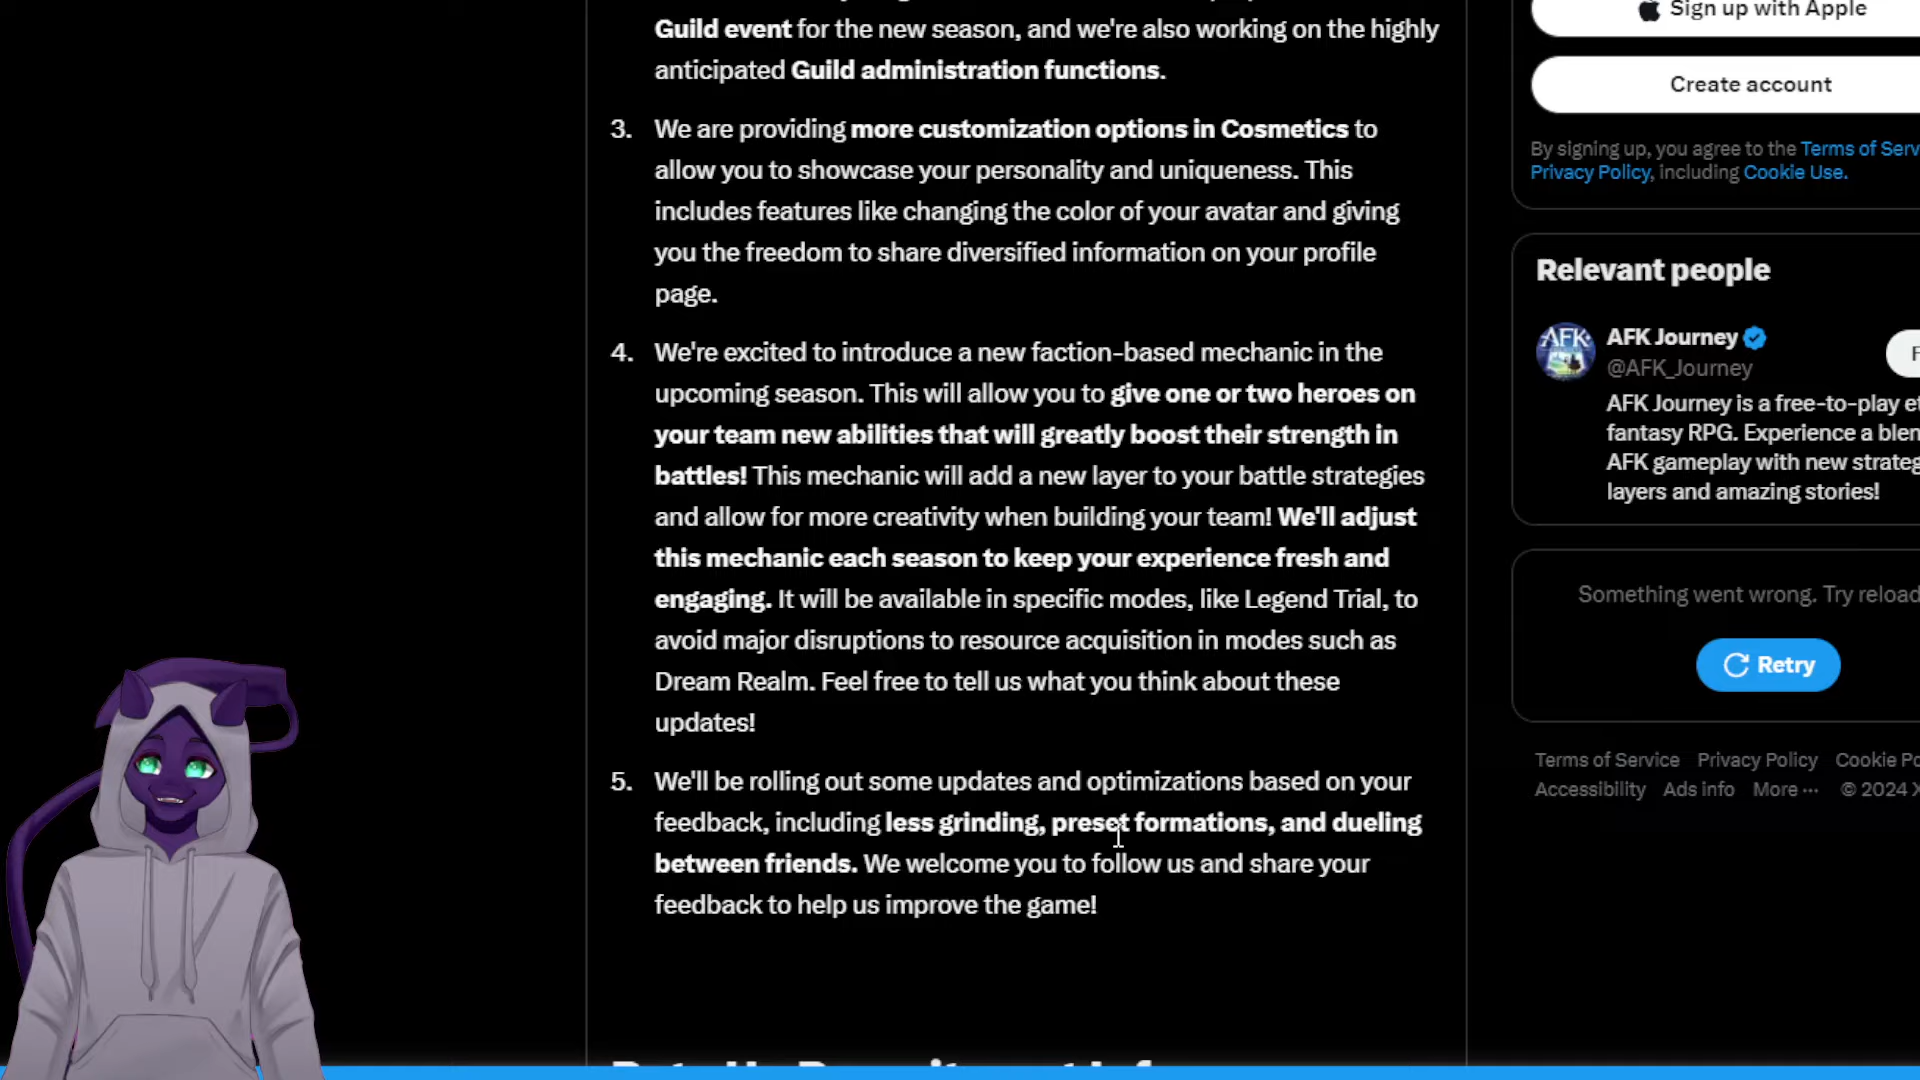 Guild event for the new season, and we're also working on the highly
anticipated Guild administration functions.
3. We are providing more customization options in Cosmetics to
allow you to showcase your personality and uniqueness. This
includes features like changing the color of your avatar and giving
you the freedom to share diversified information on your profile
page.
4. We're excited to introduce a new faction-based mechanic in the
upcoming season. This will allow you to give one or two heroes on
your team new abilities that will greatly boost their strength in
battles! This mechanic will add a new layer to your battle strategies
and allow for more creativity when building your team! We'll adjust
this mechanic each season to keep your experience fresh and
engaging. It will be available in specific modes, like Legend Trial, to
avoid major disruptions to resource acquisition in modes such as
Dream Realm. Feel free to tell us what you think about these
updates!
5. We'll be rolling out some updates and optimizations based on your
feedback, including less grinding, preset formations, and dueling
between friends. We welcome you to follow us and share your
feedback to help us improve the game!
Sign up with Apple
Create account
By signing up, you agree to the Terms of Serv
Privacy Policy, including Cookie Use.
Relevant people
AFK
AFK Journey
F
@AFK_Journey
AFK Journey is a free-to-play et
fantasy RPG. Experience a blen
AFK gameplay with new strateg
layers and amazing stories!
Something went wrong. Try reload
Retry
Terms of Service Privacy Policy Cookie Po
Accessibility Ads info More ··· © 2024 X